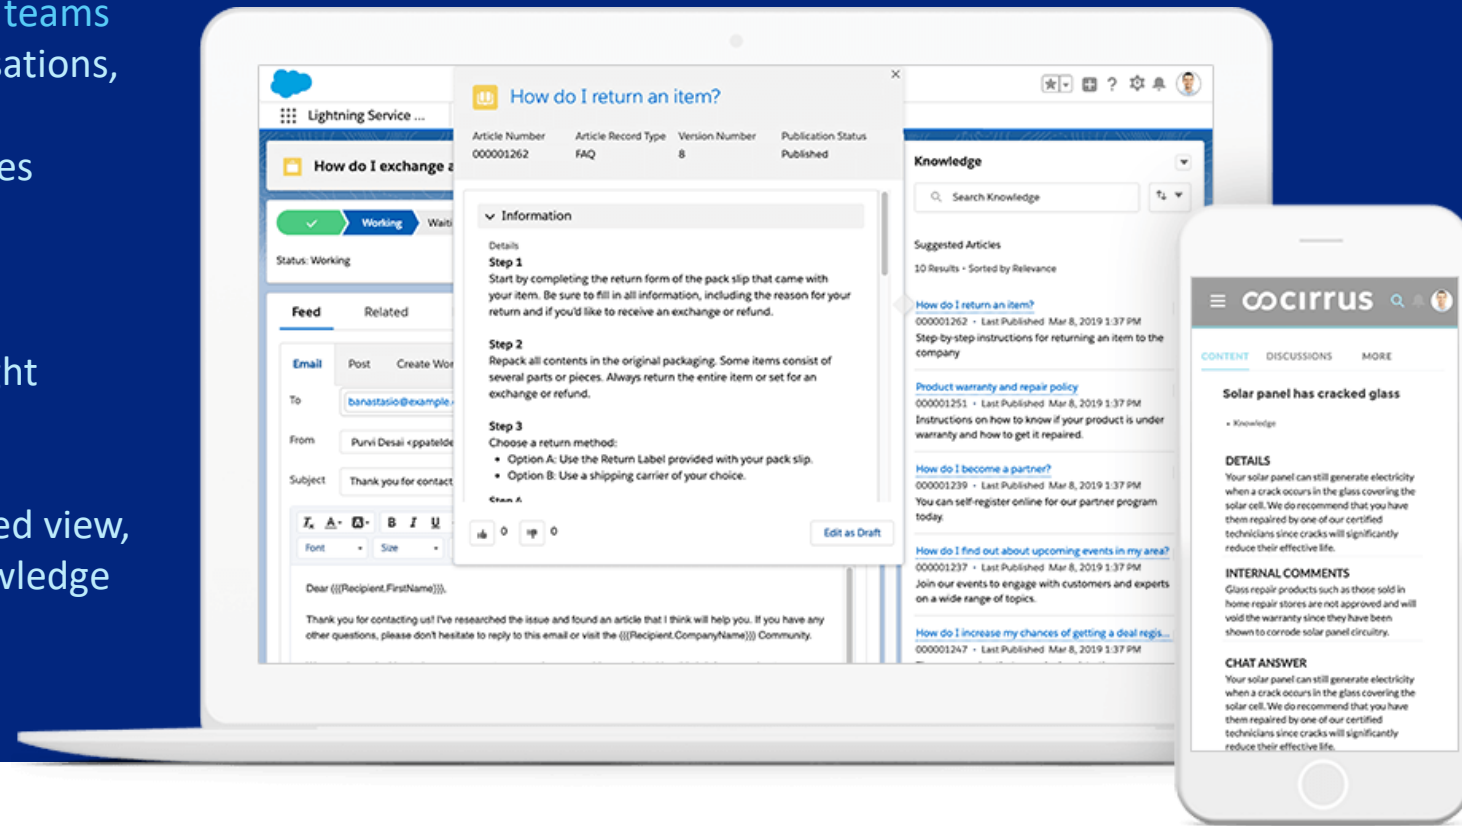 teams
sations,
es
ht
ed view,
wledge
Lightning Service ...
How do I exchange a
Working
Waiti
Status: Working
Feed
Related
Email
Post
Create Wor
To
banastasio@example.
From
Purvi Desai <ppatelde
Subject
Thank you for contact
B I U
Font
Size
Dear {{{Recipient.FirstName}}},
Thank you for contacting us! I've researched the issue and found an article that I think will help you. If you have any
other questions, please don't hesitate to reply to this email or visit the {{{Recipient.CompanyName}}} Community.
How do I return an item?
Article Number
Article Record Type
Version Number
Publication Status
000001262
FAQ
8
Published
Information
Details
Step 1
Start by completing the return form of the pack slip that came with
your item. Be sure to fill in all information, including the reason for your
return and if you'd like to receive an exchange or refund.
Step 2
Repack all contents in the original packaging. Some items consist of
several parts or pieces. Always return the entire item or set for an
exchange or refund.
Step 3
Choose a return method:
• Option A: Use the Return Label provided with your pack slip.
• Option B: Use a shipping carrier of your choice.
0
0
Edit as Draft
Knowledge
Search Knowledge
Suggested Articles
10 Results • Sorted by Relevance
How do I return an item?
000001262 • Last Published Mar 8, 2019 1:37 PM
Step-by-step instructions for returning an item to the
company
Product warranty and repair policy
000001251 • Last Published Mar 8, 2019 1:37 PM
Instructions on how to know if your product is under
warranty and how to get it repaired.
How do I become a partner?
000001239 • Last Published Mar 8, 2019 1:37 PM
You can self-register online for our partner program
today.
How do I find out about upcoming events in my area?
000001237 • Last Published Mar 8, 2019 1:37 PM
Join our events to engage with customers and experts
on a wide range of topics.
How do I increase my chances of getting a deal regis...
000001247 • Last Published Mar 8, 2019 1:37 PM
cirrus
CONTENT
DISCUSSIONS
MORE
Solar panel has cracked glass
• Knowledge
DETAILS
Your solar panel can still generate electricity
when a crack occurs in the glass covering the
solar cell. We do recommend that you have
them repaired by one of our certified
technicians since cracks will significantly
reduce their effective life.
INTERNAL COMMENTS
Glass repair products such as those sold in
home repair stores are not approved and will
void the warranty since they have been
shown to corrode solar panel circuitry.
CHAT ANSWER
Your solar panel can still generate electricity
when a crack occurs in the glass covering the
solar cell. We do recommend that you have
them repaired by one of our certified
technicians since cracks will significantly
reduce their effective life.